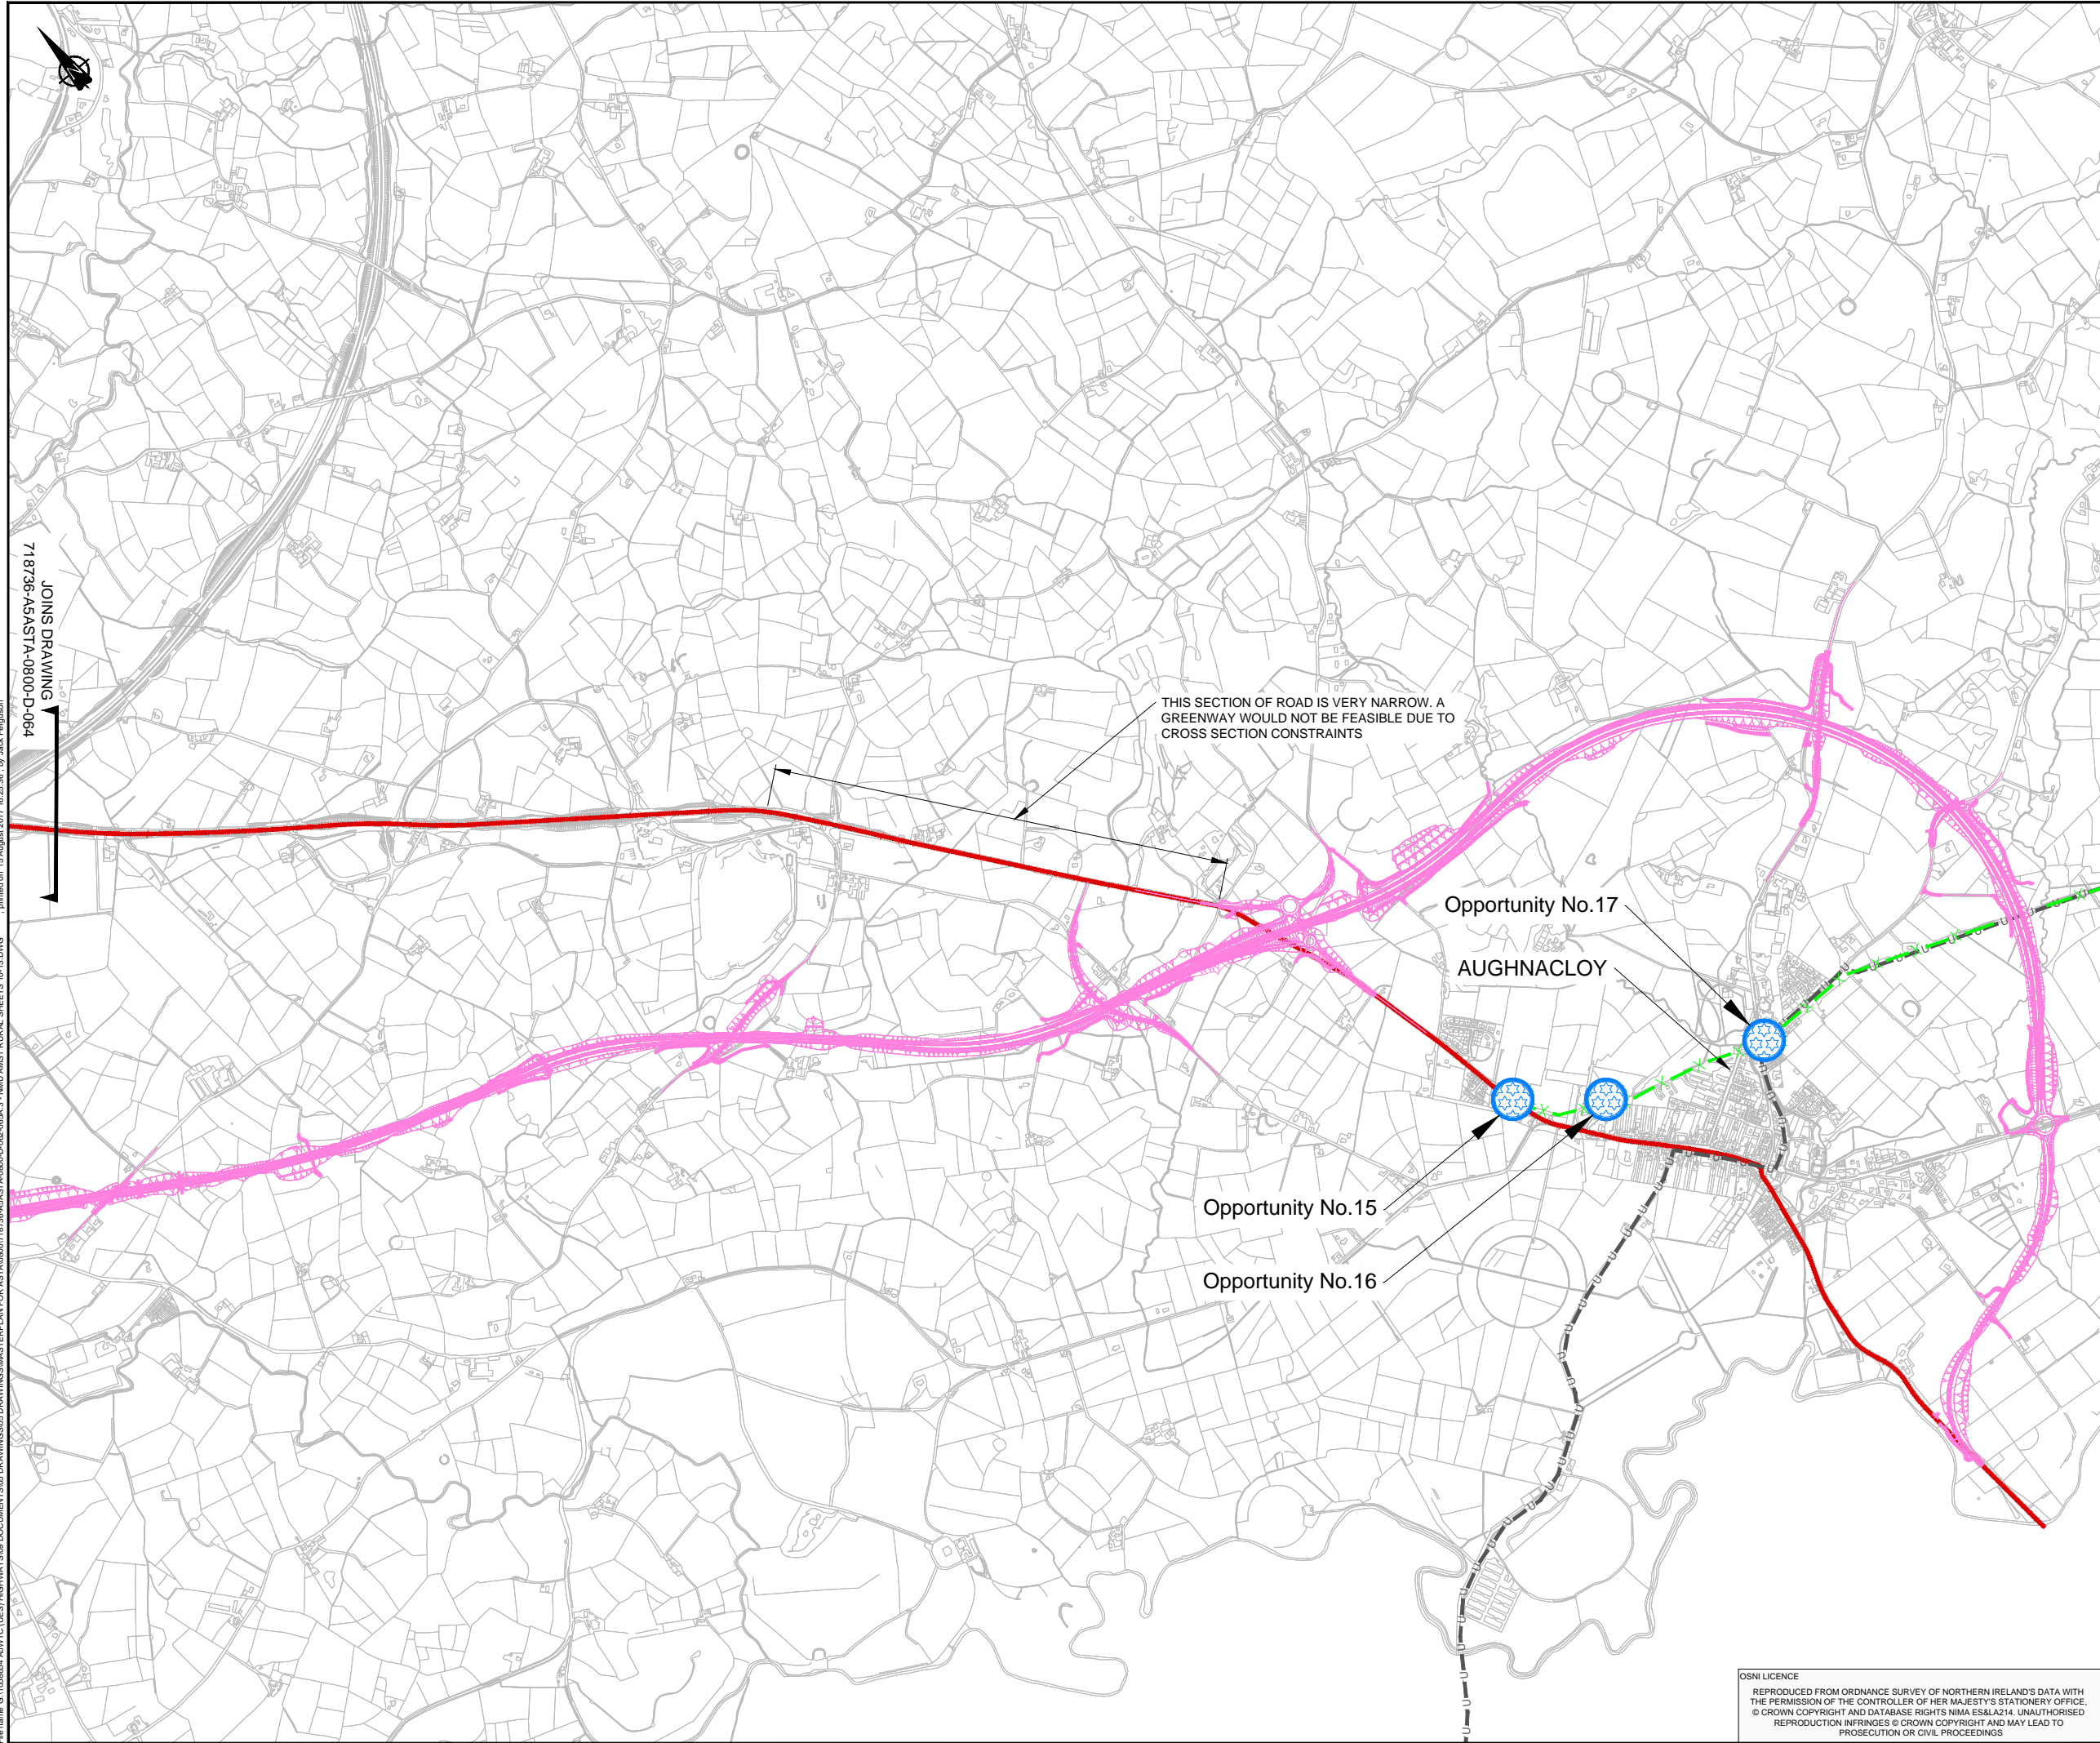 JOINS DRAWING
718736-A5ASTA-0800-D-064
THIS SECTION OF ROAD IS VERY NARROW. A
GREENWAY WOULD NOT BE FEASIBLE DUE TO
CROSS SECTION CONSTRAINTS
Opportunity No.17
AUGHNACLOY
Opportunity No.15
Opportunity No.16
OSNI LICENCE
REPRODUCED FROM ORDNANCE SURVEY OF NORTHERN IRELAND'S DATA WITH
THE PERMISSION OF THE CONTROLLER OF HER MAJESTY'S STATIONERY OFFICE,
© CROWN COPYRIGHT AND DATABASE RIGHTS NIMA ES&LA214. UNAUTHORISED
REPRODUCTION INFRINGES © CROWN COPYRIGHT AND MAY LEAD TO
PROSECUTION OR CIVIL PROCEEDINGS